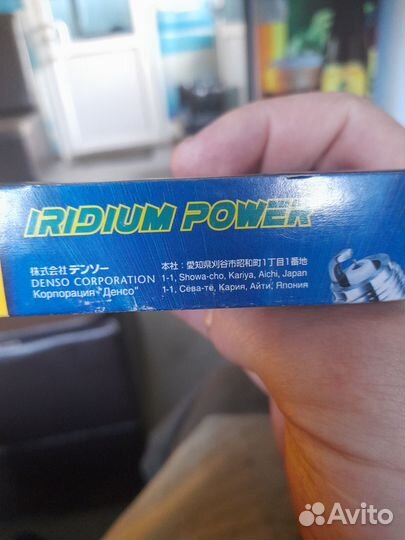 IRIDIUM POWER
株式会社 デンソー
DENSO CORPORATION
Корпорация "Денсо"
本社 : 愛知県刈谷市昭和町1丁目1番地
1-1, Showa-cho, Kariya, Aichi, Japan
1-1, Сёва-тё, Кария, Айти, Япония
Avito